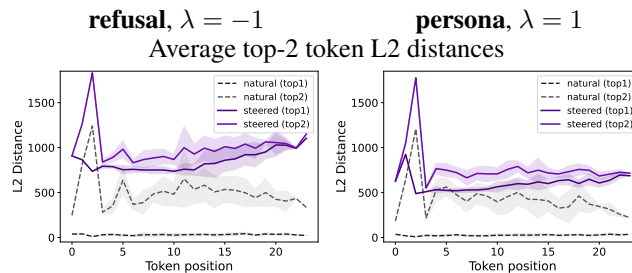 refusal, λ = −1 persona, λ = 1
Average top-2 token L2 distances
natural (top1)
natural (top2)
steered (top1)
steered (top2)
1500
1000
500
0
L2 Distance
0 5 10 15 20
Token position
natural (top1)
natural (top2)
steered (top1)
steered (top2)
1500
1000
500
0
L2 Distance
0 5 10 15 20
Token position